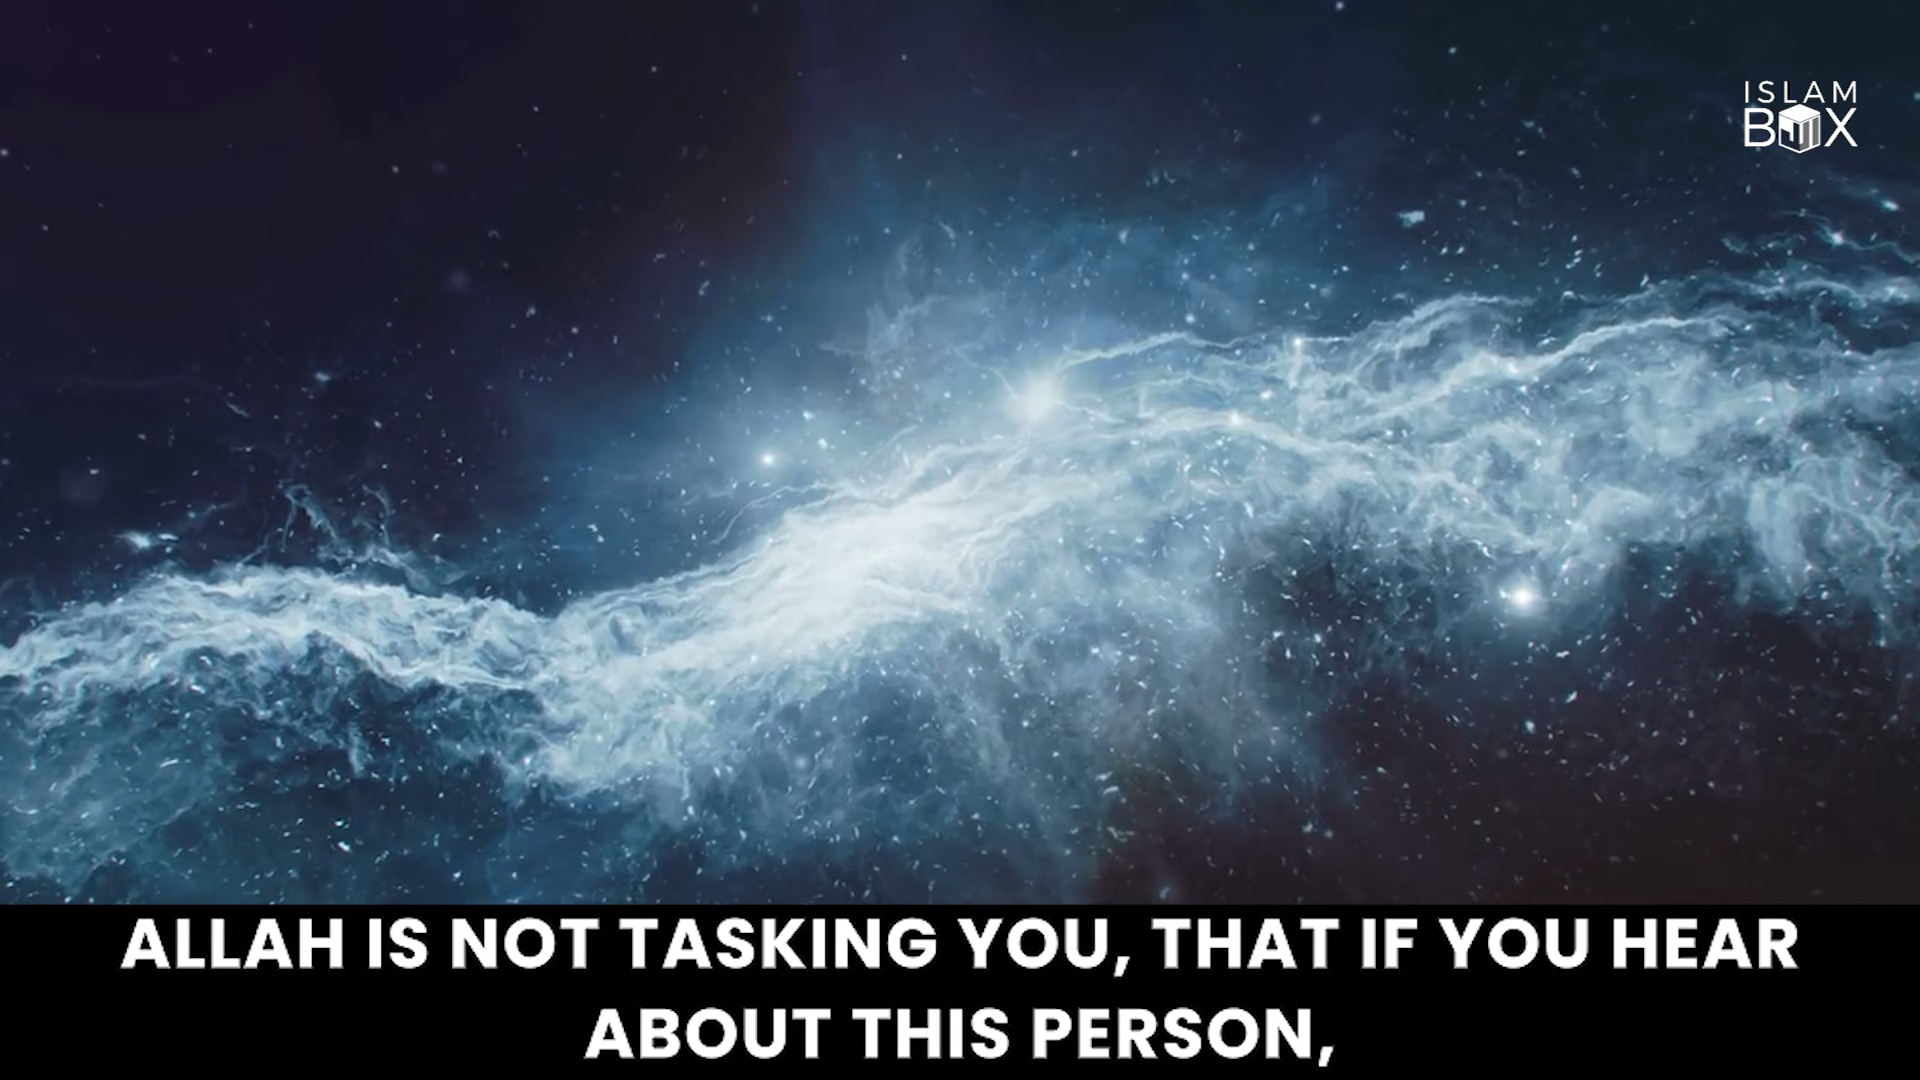 ISLAM
BOX
ALLAH IS NOT TASKING YOU, THAT IF YOU HEAR
ABOUT THIS PERSON,